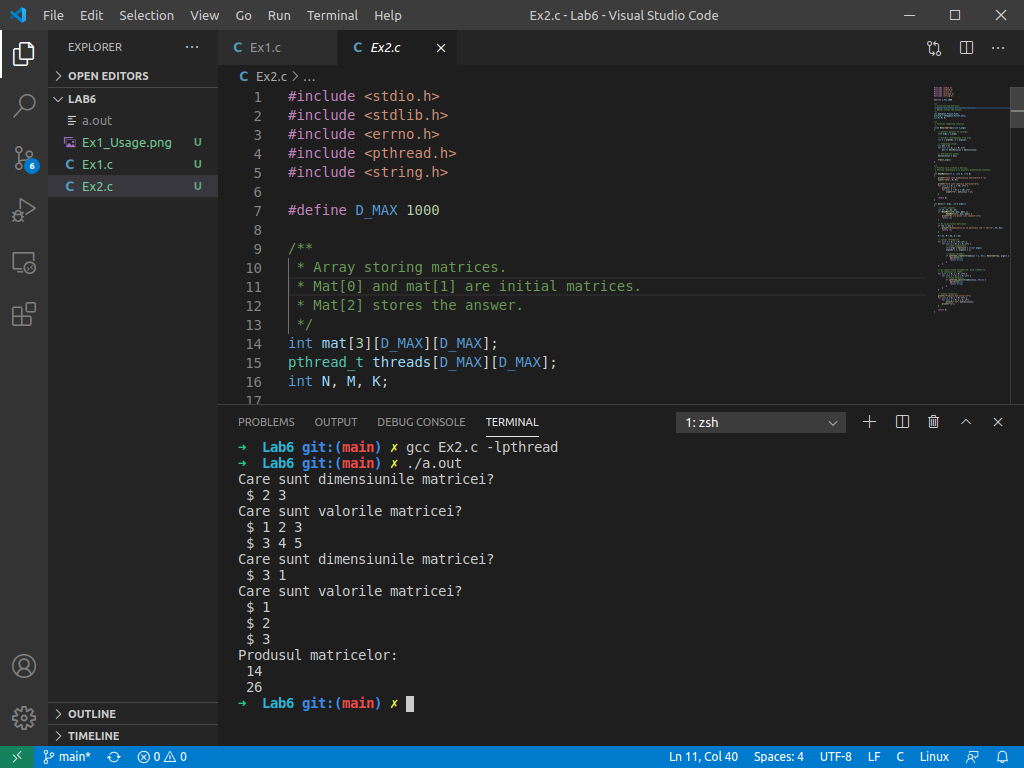 File Edit Selection View Go Run Terminal Help Ex2.c - Lab6 - Visual Studio Code
EXPLORER ...
OPEN EDITORS
LAB6
a.out
Ex1_Usage.png U
C Ex1.c U
C Ex2.c U
OUTLINE
TIMELINE
6
C Ex1.c C Ex2.c
C Ex2.c > ...
1 #include <stdio.h>
2 #include <stdlib.h>
3 #include <errno.h>
4 #include <pthread.h>
5 #include <string.h>
6
7 #define D_MAX 1000
8
9 /**
10 * Array storing matrices.
11 * Mat[0] and mat[1] are initial matrices.
12 * Mat[2] stores the answer.
13 */
14 int mat[3][D_MAX][D_MAX];
15 pthread_t threads[D_MAX][D_MAX];
16 int N, M, K;
17
PROBLEMS OUTPUT DEBUG CONSOLE TERMINAL 1: zsh
➜ Lab6 git:(main) ✗ gcc Ex2.c -lpthread
➜ Lab6 git:(main) ✗ ./a.out
Care sunt dimensiunile matricei?
$ 2 3
Care sunt valorile matricei?
$ 1 2 3
$ 3 4 5
Care sunt dimensiunile matricei?
$ 3 1
Care sunt valorile matricei?
$ 1
$ 2
$ 3
Produsul matricelor:
14
26
➜ Lab6 git:(main) ✗
main* 0 0 Ln 11, Col 40 Spaces: 4 UTF-8 LF C Linux